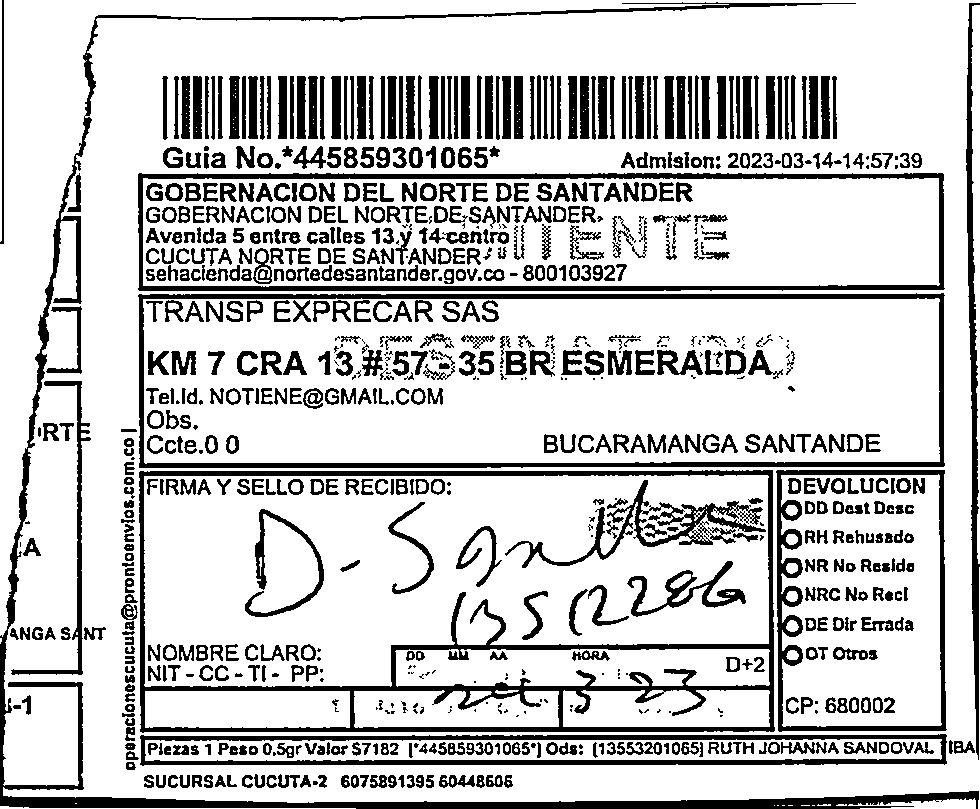 Guia No.*445859301065*
Admision: 2023-03-14-14:57:39
GOBERNACION DEL NORTE DE SANTANDER
GOBERNACION DEL NORTE DE SANTANDER
Avenida 5 entre calles 13 y 14 centro
CUCUTA NORTE DE SANTANDER
sehacienda@nortedesantander.gov.co - 800103927
TRANSP EXPRECAR SAS
DESTINATARIO
KM 7 CRA 13 # 57 - 35 BR ESMERALDA
Tel.Id. NOTIENE@GMAIL.COM
Obs.
Ccte.0 0
BUCARAMANGA SANTANDE
RTE
A
ANGA SANT
-1
operacionescucuta@prontoenvios.com.co
FIRMA Y SELLO DE RECIBIDO:
D-
NOMBRE CLARO:
NIT - CC - TI - PP:
DD MM AA HORA
D+2
3 23
DEVOLUCION
DD Dest Desc
RH Rehusado
NR No Reside
NRC No Reci
DE Dir Errada
OT Otros
CP: 680002
Piezas 1 Peso 0.5gr Valor $7182 [*445859301065*] Ods: [13553201065] RUTH JOHANNA SANDOVAL
IBA
SUCURSAL CUCUTA-2 6075891395 60448606